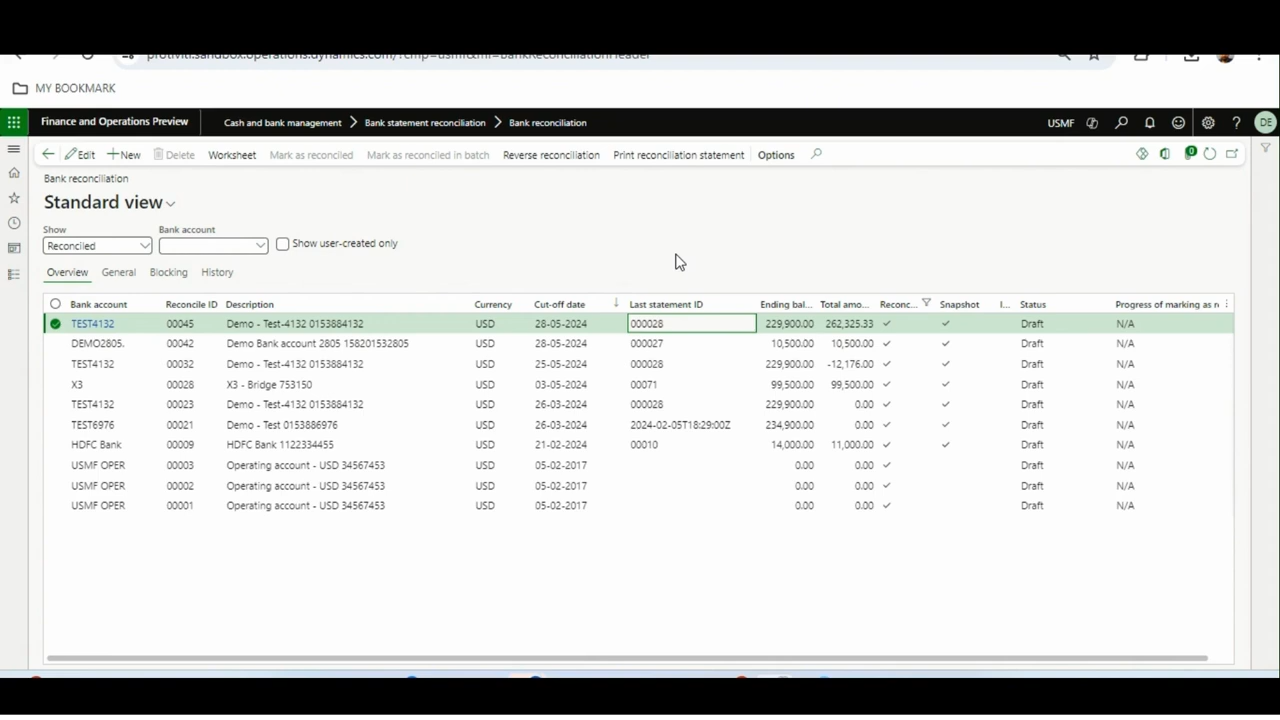 protiviti.sandbox.operations.dynamics.com/?cmp=usmf&mi=BankReconciliationHeader
MY BOOKMARK
Finance and Operations Preview Cash and bank management Bank statement reconciliation Bank reconciliation USMF ? DE
Edit New Delete Worksheet Mark as reconciled Mark as reconciled in batch Reverse reconciliation Print reconciliation statement Options 0
Bank reconciliation
Standard view
Show Bank account
Reconciled Show user-created only
Overview General Blocking History
Bank account Reconcile ID Description Currency Cut-off date Last statement ID Ending bal... Total amo... Reconc... Snapshot I... Status Progress of marking as r
TEST4132 00045 Demo - Test-4132 0153884132 USD 28-05-2024 000028 229,900.00 262,325.33 Draft N/A
DEMO2805. 00042 Demo Bank account 2805 158201532805 USD 28-05-2024 000027 10,500.00 10,500.00 Draft N/A
TEST4132 00032 Demo - Test-4132 0153884132 USD 25-05-2024 000028 229,900.00 -12,176.00 Draft N/A
X3 00028 X3 - Bridge 753150 USD 03-05-2024 00071 99,500.00 99,500.00 Draft N/A
TEST4132 00023 Demo - Test-4132 0153884132 USD 26-03-2024 000028 229,900.00 0.00 Draft N/A
TEST6976 00021 Demo - Test 0153886976 USD 26-03-2024 2024-02-05T18:29:00Z 234,900.00 0.00 Draft N/A
HDFC Bank 00009 HDFC Bank 1122334455 USD 21-02-2024 00010 14,000.00 11,000.00 Draft N/A
USMF OPER 00003 Operating account - USD 34567453 USD 05-02-2017 0.00 0.00 Draft N/A
USMF OPER 00002 Operating account - USD 34567453 USD 05-02-2017 0.00 0.00 Draft N/A
USMF OPER 00001 Operating account - USD 34567453 USD 05-02-2017 0.00 0.00 Draft N/A